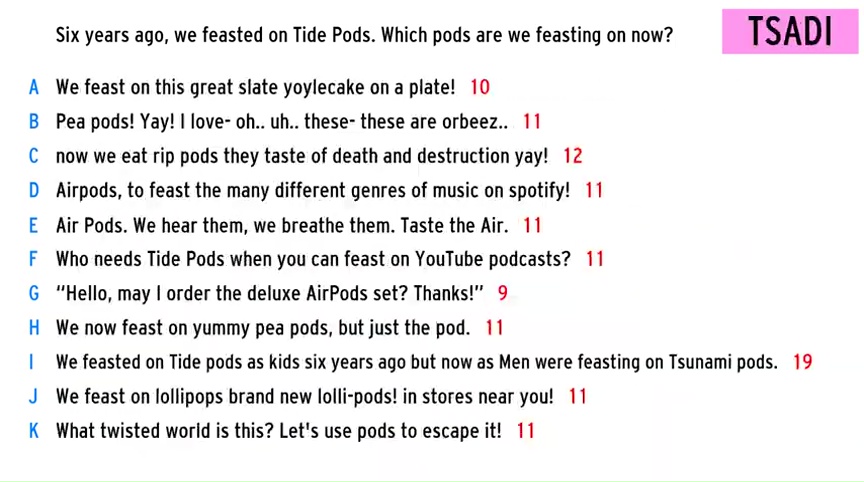 Six years ago, we feasted on Tide Pods. Which pods are we feasting on now?
TSADI
A We feast on this great slate yoylecake on a plate! 10
B Pea pods! Yay! I love- oh.. uh.. these- these are orbeez.. 11
C now we eat rip pods they taste of death and destruction yay! 12
D Airpods, to feast the many different genres of music on spotify! 11
E Air Pods. We hear them, we breathe them. Taste the Air. 11
F Who needs Tide Pods when you can feast on YouTube podcasts? 11
G “Hello, may I order the deluxe AirPods set? Thanks!” 9
H We now feast on yummy pea pods, but just the pod. 11
I We feasted on Tide pods as kids six years ago but now as Men were feasting on Tsunami pods. 19
J We feast on lollipops brand new lolli-pods! in stores near you! 11
K What twisted world is this? Let's use pods to escape it! 11